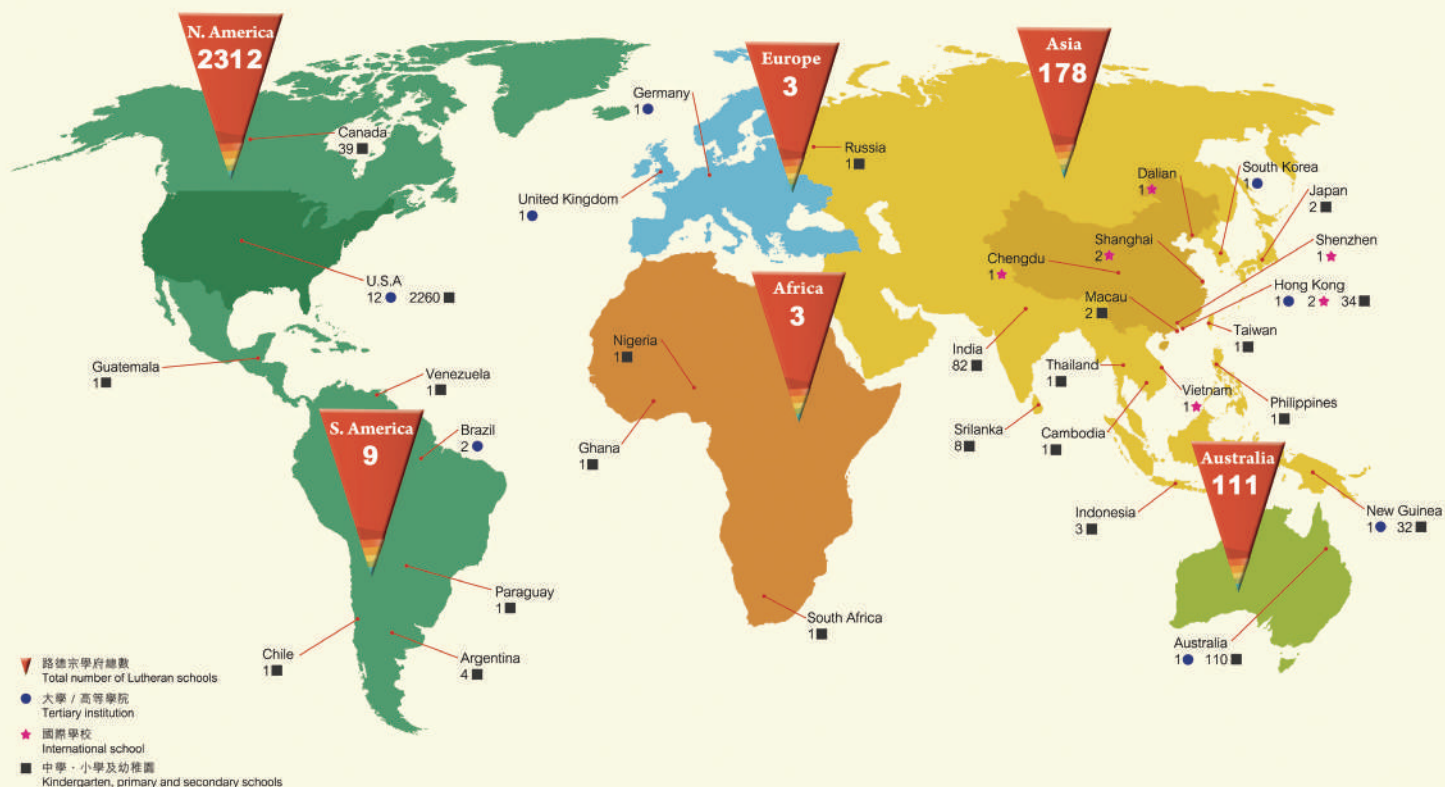 N. America
2312
Europe
3
Asia
178
Germany
1
Canada
39
Russia
1
Dalian
1
South Korea
1
Japan
2
United Kingdom
1
Shanghai
2
Shenzhen
1
Chengdu
1
U.S.A
12 2260
Africa
3
Macau
2
Hong Kong
1 2 34
Taiwan
1
Nigeria
1
India
82
Thailand
1
Guatemala
1
Venezuela
1
Vietnam
1
Philippines
1
S. America
9
Brazil
2
Ghana
1
Srilanka
8
Cambodia
1
Australia
111
Indonesia
3
New Guinea
1 32
Paraguay
1
South Africa
1
Chile
1
Argentina
4
Australia
1 110
路德宗學府總數
Total number of Lutheran schools
大學 / 高等學院
Tertiary institution
國際學校
International school
中學．小學及幼稚園
Kindergarten, primary and secondary schools